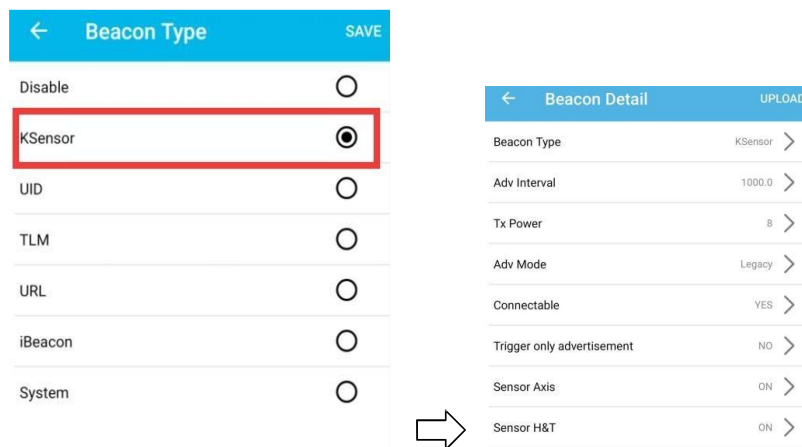 Beacon Type SAVE
Disable
KSensor
UID
TLM
URL
iBeacon
System
Beacon Detail UPLOAD
Beacon Type KSensor
Adv Interval 1000.0
Tx Power 8
Adv Mode Legacy
Connectable YES
Trigger only advertisement NO
Sensor Axis ON
Sensor H&T ON